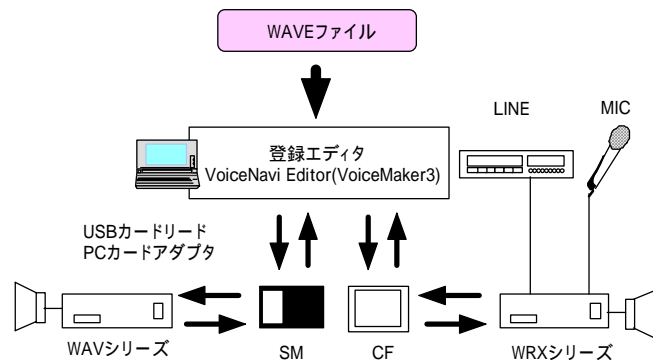 WAVEファイル
LINE
MIC
登録エディタ
VoiceNavi Editor(VoiceMaker3)
USBカードリード
PCカードアダプタ
WAVシリーズ
SM
CF
WRXシリーズ